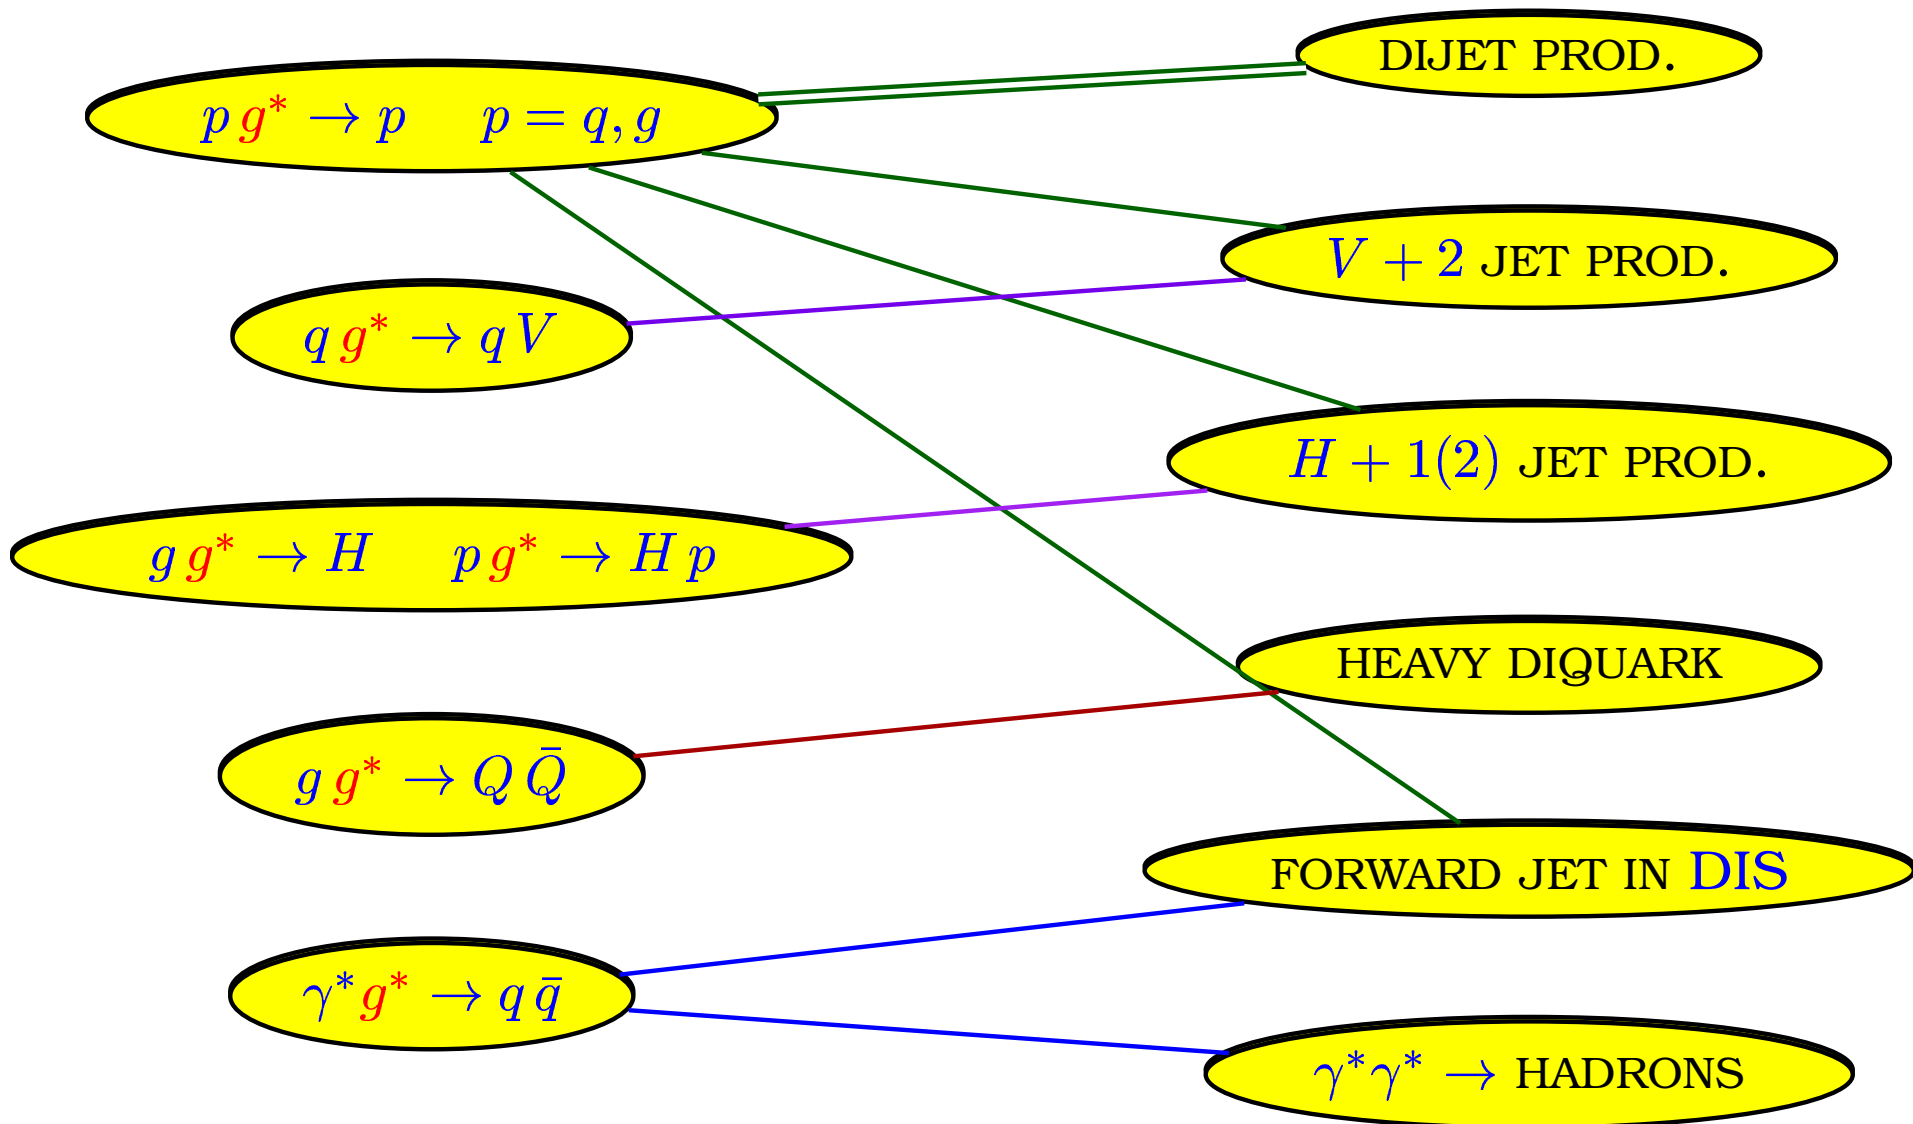 p g* → p p = q, g
q g* → q V
g g* → H p g* → H p
g g* → Q Q̄
γ* g* → q q̄
DIJET PROD.
V + 2 JET PROD.
H + 1(2) JET PROD.
HEAVY DIQUARK
FORWARD JET IN DIS
γ*γ* → HADRONS